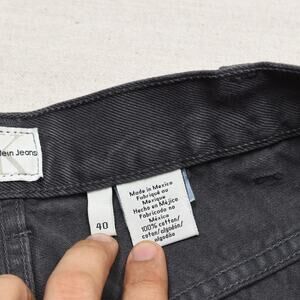 K
lein Jeans
40
Made in Mexico
Fabriqué au
Mexique
Hecho en Méjico
Fabricado no
México
100% cotton/
coton/algodón/
algodão